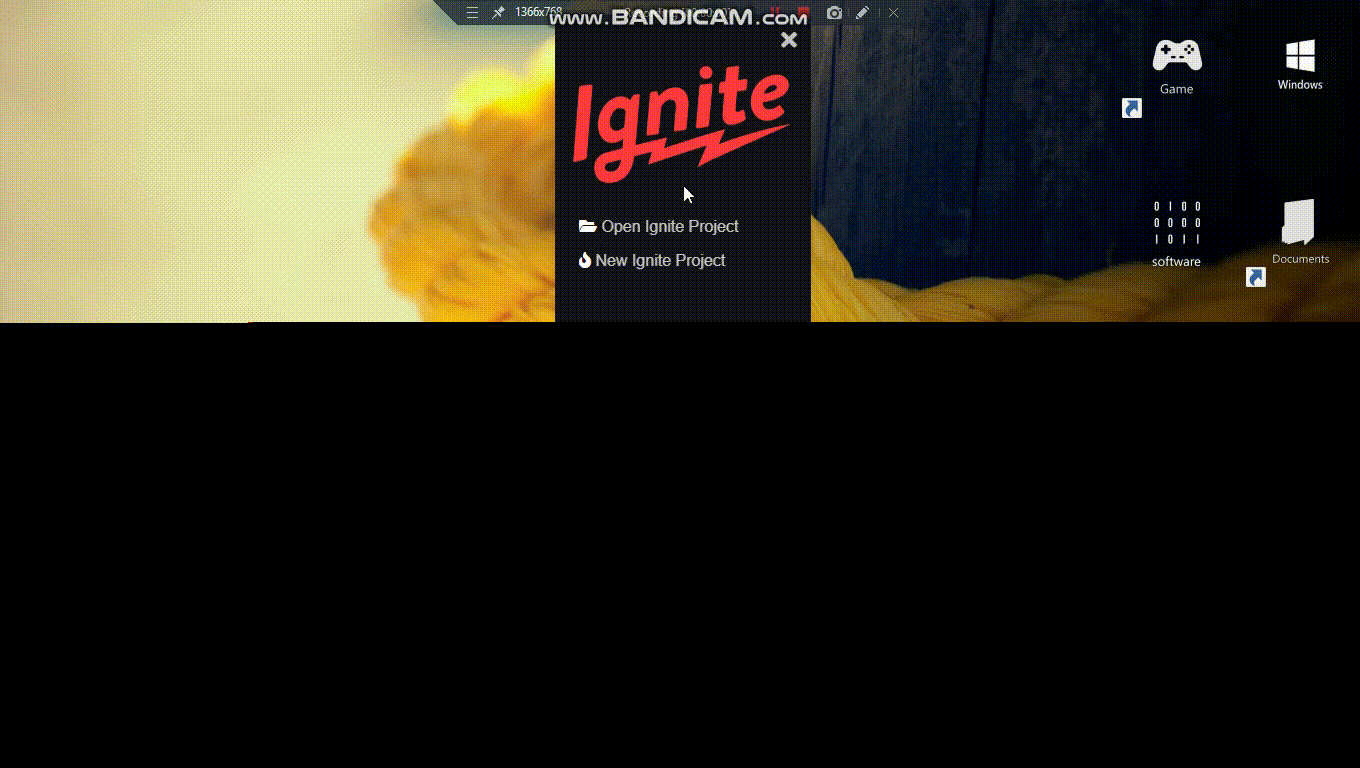 1366x768
www.BANDICAM.com
Ignite
Open Ignite Project
New Ignite Project
Game
Windows
0 1 0 0
0 0 0 0
1 0 1 1
software
Documents